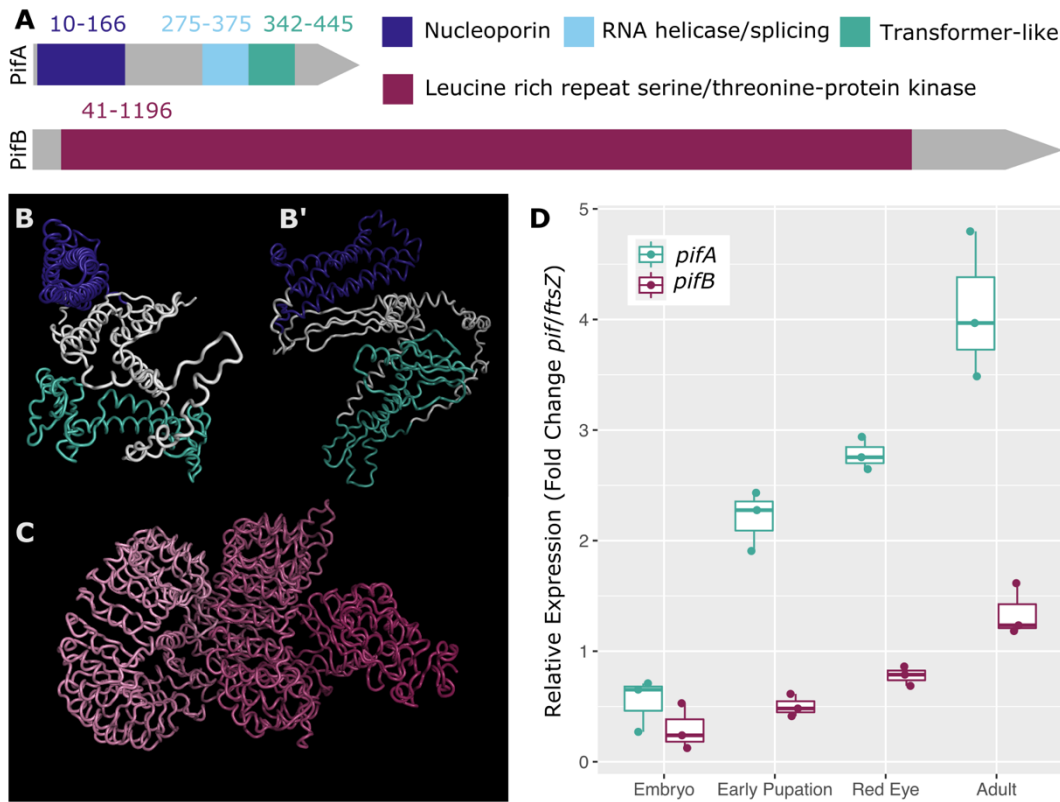 A
10-166
275-375
342-445
PifA
Nucleoporin
RNA helicase/splicing
Transformer-like
Leucine rich repeat serine/threonine-protein kinase
41-1196
PifB
B
B'
C
D
Relative Expression (Fold Change pif/ftsZ)
5
4
3
2
1
0
pifA
pifB
Embryo
Early Pupation
Red Eye
Adult